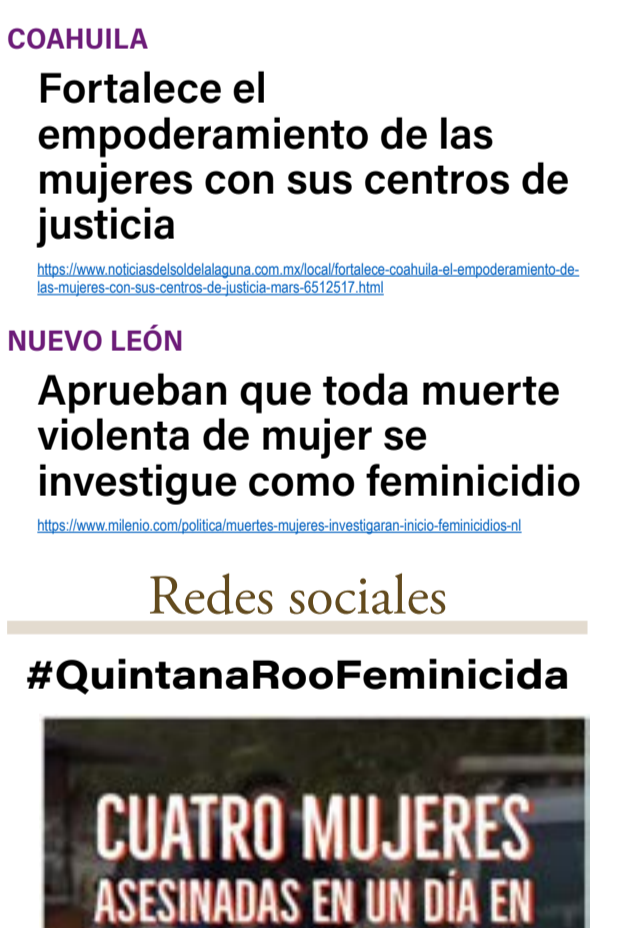 COAHUILA
Fortalece el
empoderamiento de las
mujeres con sus centros de
justicia
https://www.noticiasdelsoldelalaguna.com.mx/local/fortalece-coahuila-el-empoderamiento-de-
las-mujeres-con-sus-centros-de-justicia-mars-6512517.html
NUEVO LEÓN
Aprueban que toda muerte
violenta de mujer se
investigue como feminicidio
https://www.milenio.com/politica/muertes-mujeres-investigaran-inicio-feminicidios-nl
Redes sociales
#QuintanaRooFeminicida
CUATRO MUJERES
ASESINADAS EN UN DÍA EN